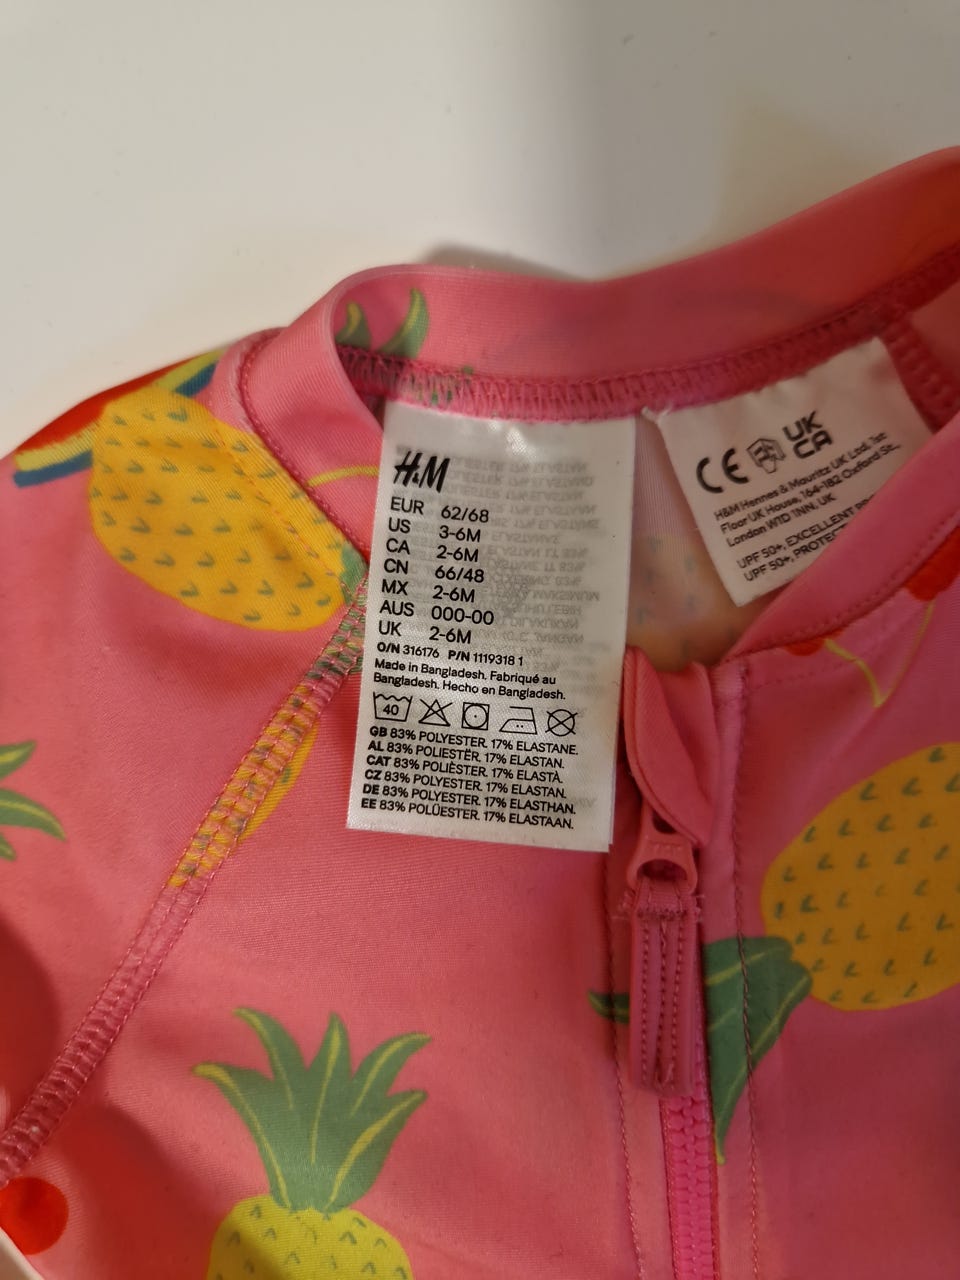 H&M
EUR 62/68
US 3-6M
CA 2-6M
CN 66/48
MX 2-6M
AUS 000-00
UK 2-6M
O/N 316176 P/N 1119318 1
Made in Bangladesh. Fabriqué au
Bangladesh. Hecho en Bangladesh.
40
GB 83% POLYESTER. 17% ELASTANE.
AL 83% POLIESTËR. 17% ELASTAN.
CAT 83% POLIÈSTER. 17% ELASTÀ.
CZ 83% POLYESTER. 17% ELASTAN.
DE 83% POLYESTER. 17% ELASTHAN.
EE 83% POLÜESTER. 17% ELASTAAN.
CE UK CA
H&M Hennes & Mauritz UK Ltd, 1st
Floor UK House, 164-182 Oxford St,
London W1D 1NN, UK
UPF 50+, EXCELLENT
UPF 50+,